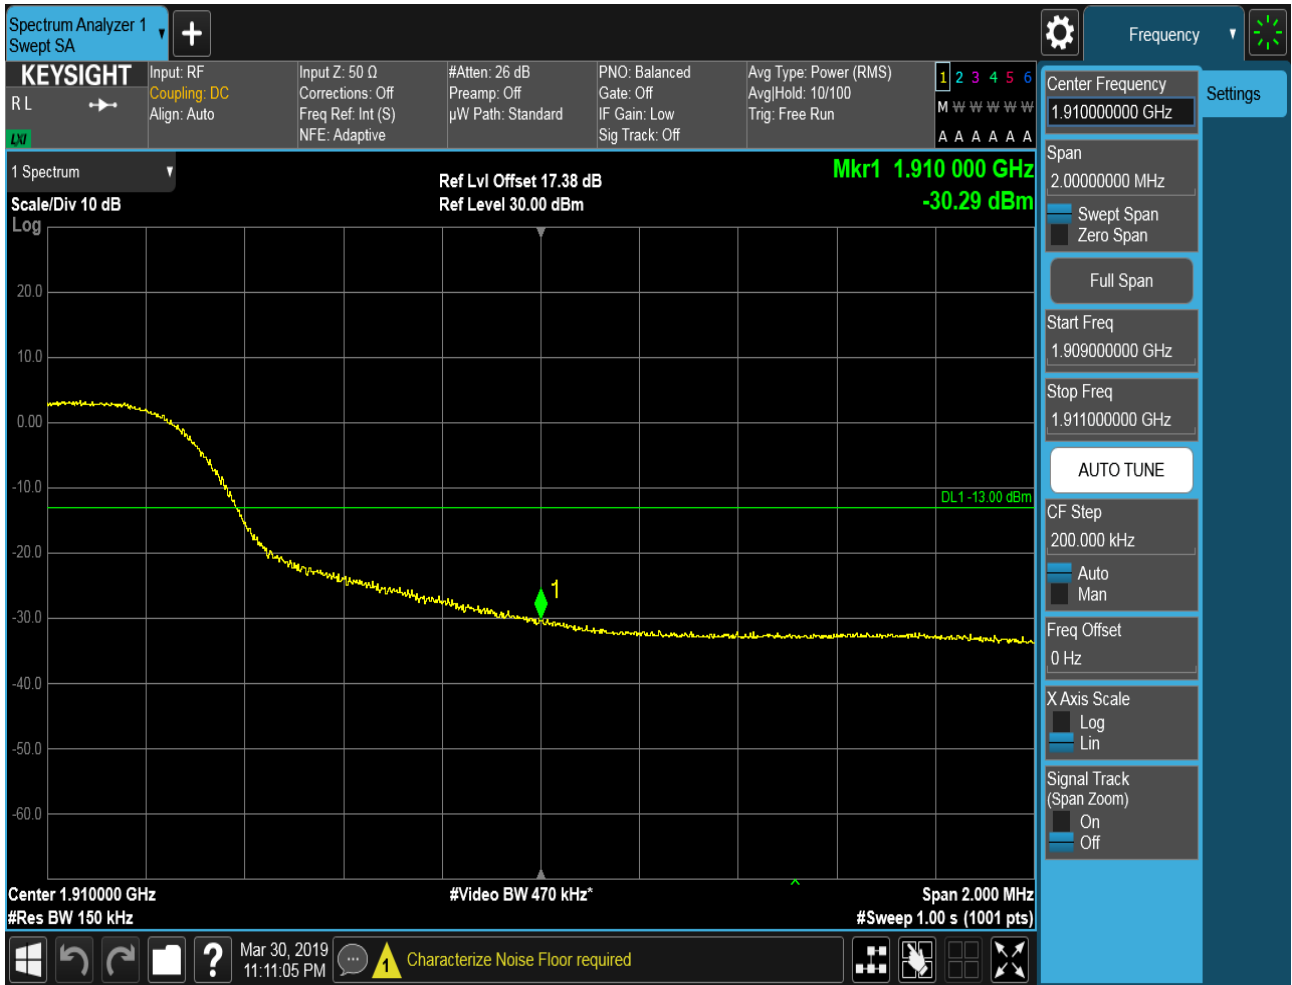 Spectrum Analyzer 1
Swept SA
Frequency
KEYSIGHT
R L
LXI
Input: RF
Coupling: DC
Align: Auto
Input Z: 50 Ω
Corrections: Off
Freq Ref: Int (S)
NFE: Adaptive
#Atten: 26 dB
Preamp: Off
µW Path: Standard
PNO: Balanced
Gate: Off
IF Gain: Low
Sig Track: Off
Avg Type: Power (RMS)
Avg|Hold: 10/100
Trig: Free Run
1 2 3 4 5 6
M W W W W W
A A A A A A
1 Spectrum
Scale/Div 10 dB
Log
Ref Lvl Offset 17.38 dB
Ref Level 30.00 dBm
Mkr1 1.910 000 GHz
-30.29 dBm
20.0
10.0
0.00
-10.0
-20.0
-30.0
-40.0
-50.0
-60.0
DL1 -13.00 dBm
1
Center 1.910000 GHz
#Res BW 150 kHz
#Video BW 470 kHz*
Span 2.000 MHz
#Sweep 1.00 s (1001 pts)
Center Frequency
1.910000000 GHz
Settings
Span
2.00000000 MHz
Swept Span
Zero Span
Full Span
Start Freq
1.909000000 GHz
Stop Freq
1.911000000 GHz
AUTO TUNE
CF Step
200.000 kHz
Auto
Man
Freq Offset
0 Hz
X Axis Scale
Log
Lin
Signal Track
(Span Zoom)
On
Off
?
Mar 30, 2019
11:11:05 PM
1
Characterize Noise Floor required